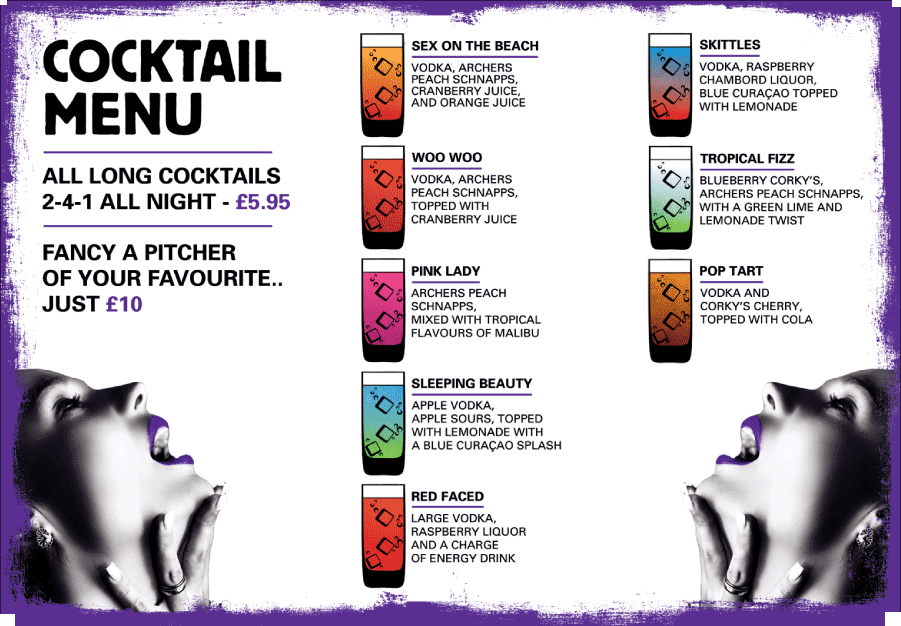 COCKTAIL
MENU
ALL LONG COCKTAILS
2-4-1 ALL NIGHT - £5.95
FANCY A PITCHER
OF YOUR FAVOURITE..
JUST £10
SEX ON THE BEACH
VODKA, ARCHERS
PEACH SCHNAPPS,
CRANBERRY JUICE,
AND ORANGE JUICE
WOO WOO
VODKA, ARCHERS
PEACH SCHNAPPS,
TOPPED WITH
CRANBERRY JUICE
PINK LADY
ARCHERS PEACH
SCHNAPPS,
MIXED WITH TROPICAL
FLAVOURS OF MALIBU
SLEEPING BEAUTY
APPLE VODKA,
APPLE SOURS, TOPPED
WITH LEMONADE WITH
A BLUE CURAÇAO SPLASH
RED FACED
LARGE VODKA,
RASPBERRY LIQUOR
AND A CHARGE
OF ENERGY DRINK
SKITTLES
VODKA, RASPBERRY
CHAMBORD LIQUOR,
BLUE CURAÇAO TOPPED
WITH LEMONADE
TROPICAL FIZZ
BLUEBERRY CORKY'S,
ARCHERS PEACH SCHNAPPS,
WITH A GREEN LIME AND
LEMONADE TWIST
POP TART
VODKA AND
CORKY'S CHERRY,
TOPPED WITH COLA